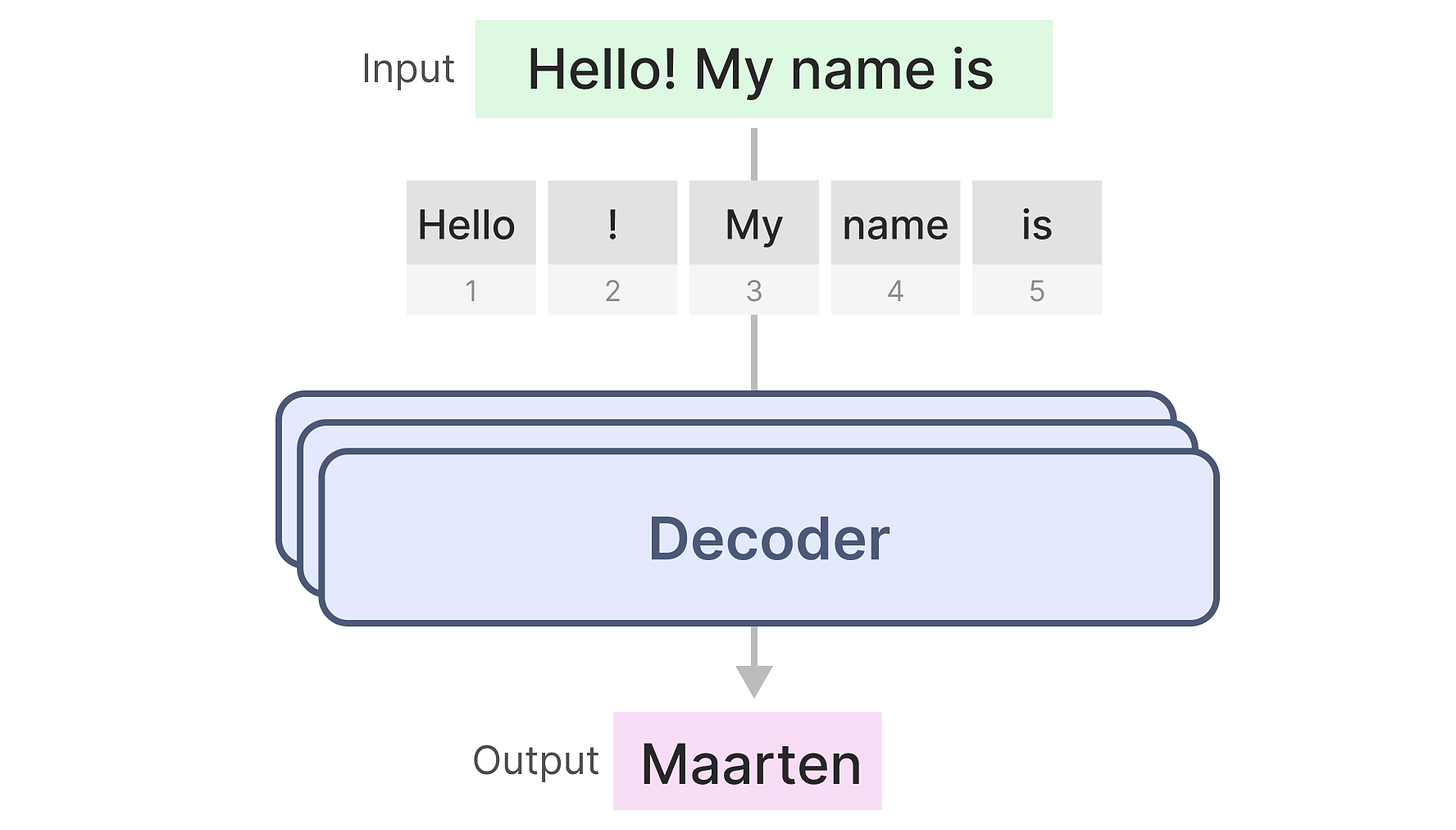 Input Hello! My name is
Hello ! My name is
1 2 3 4 5
Decoder
Output Maarten